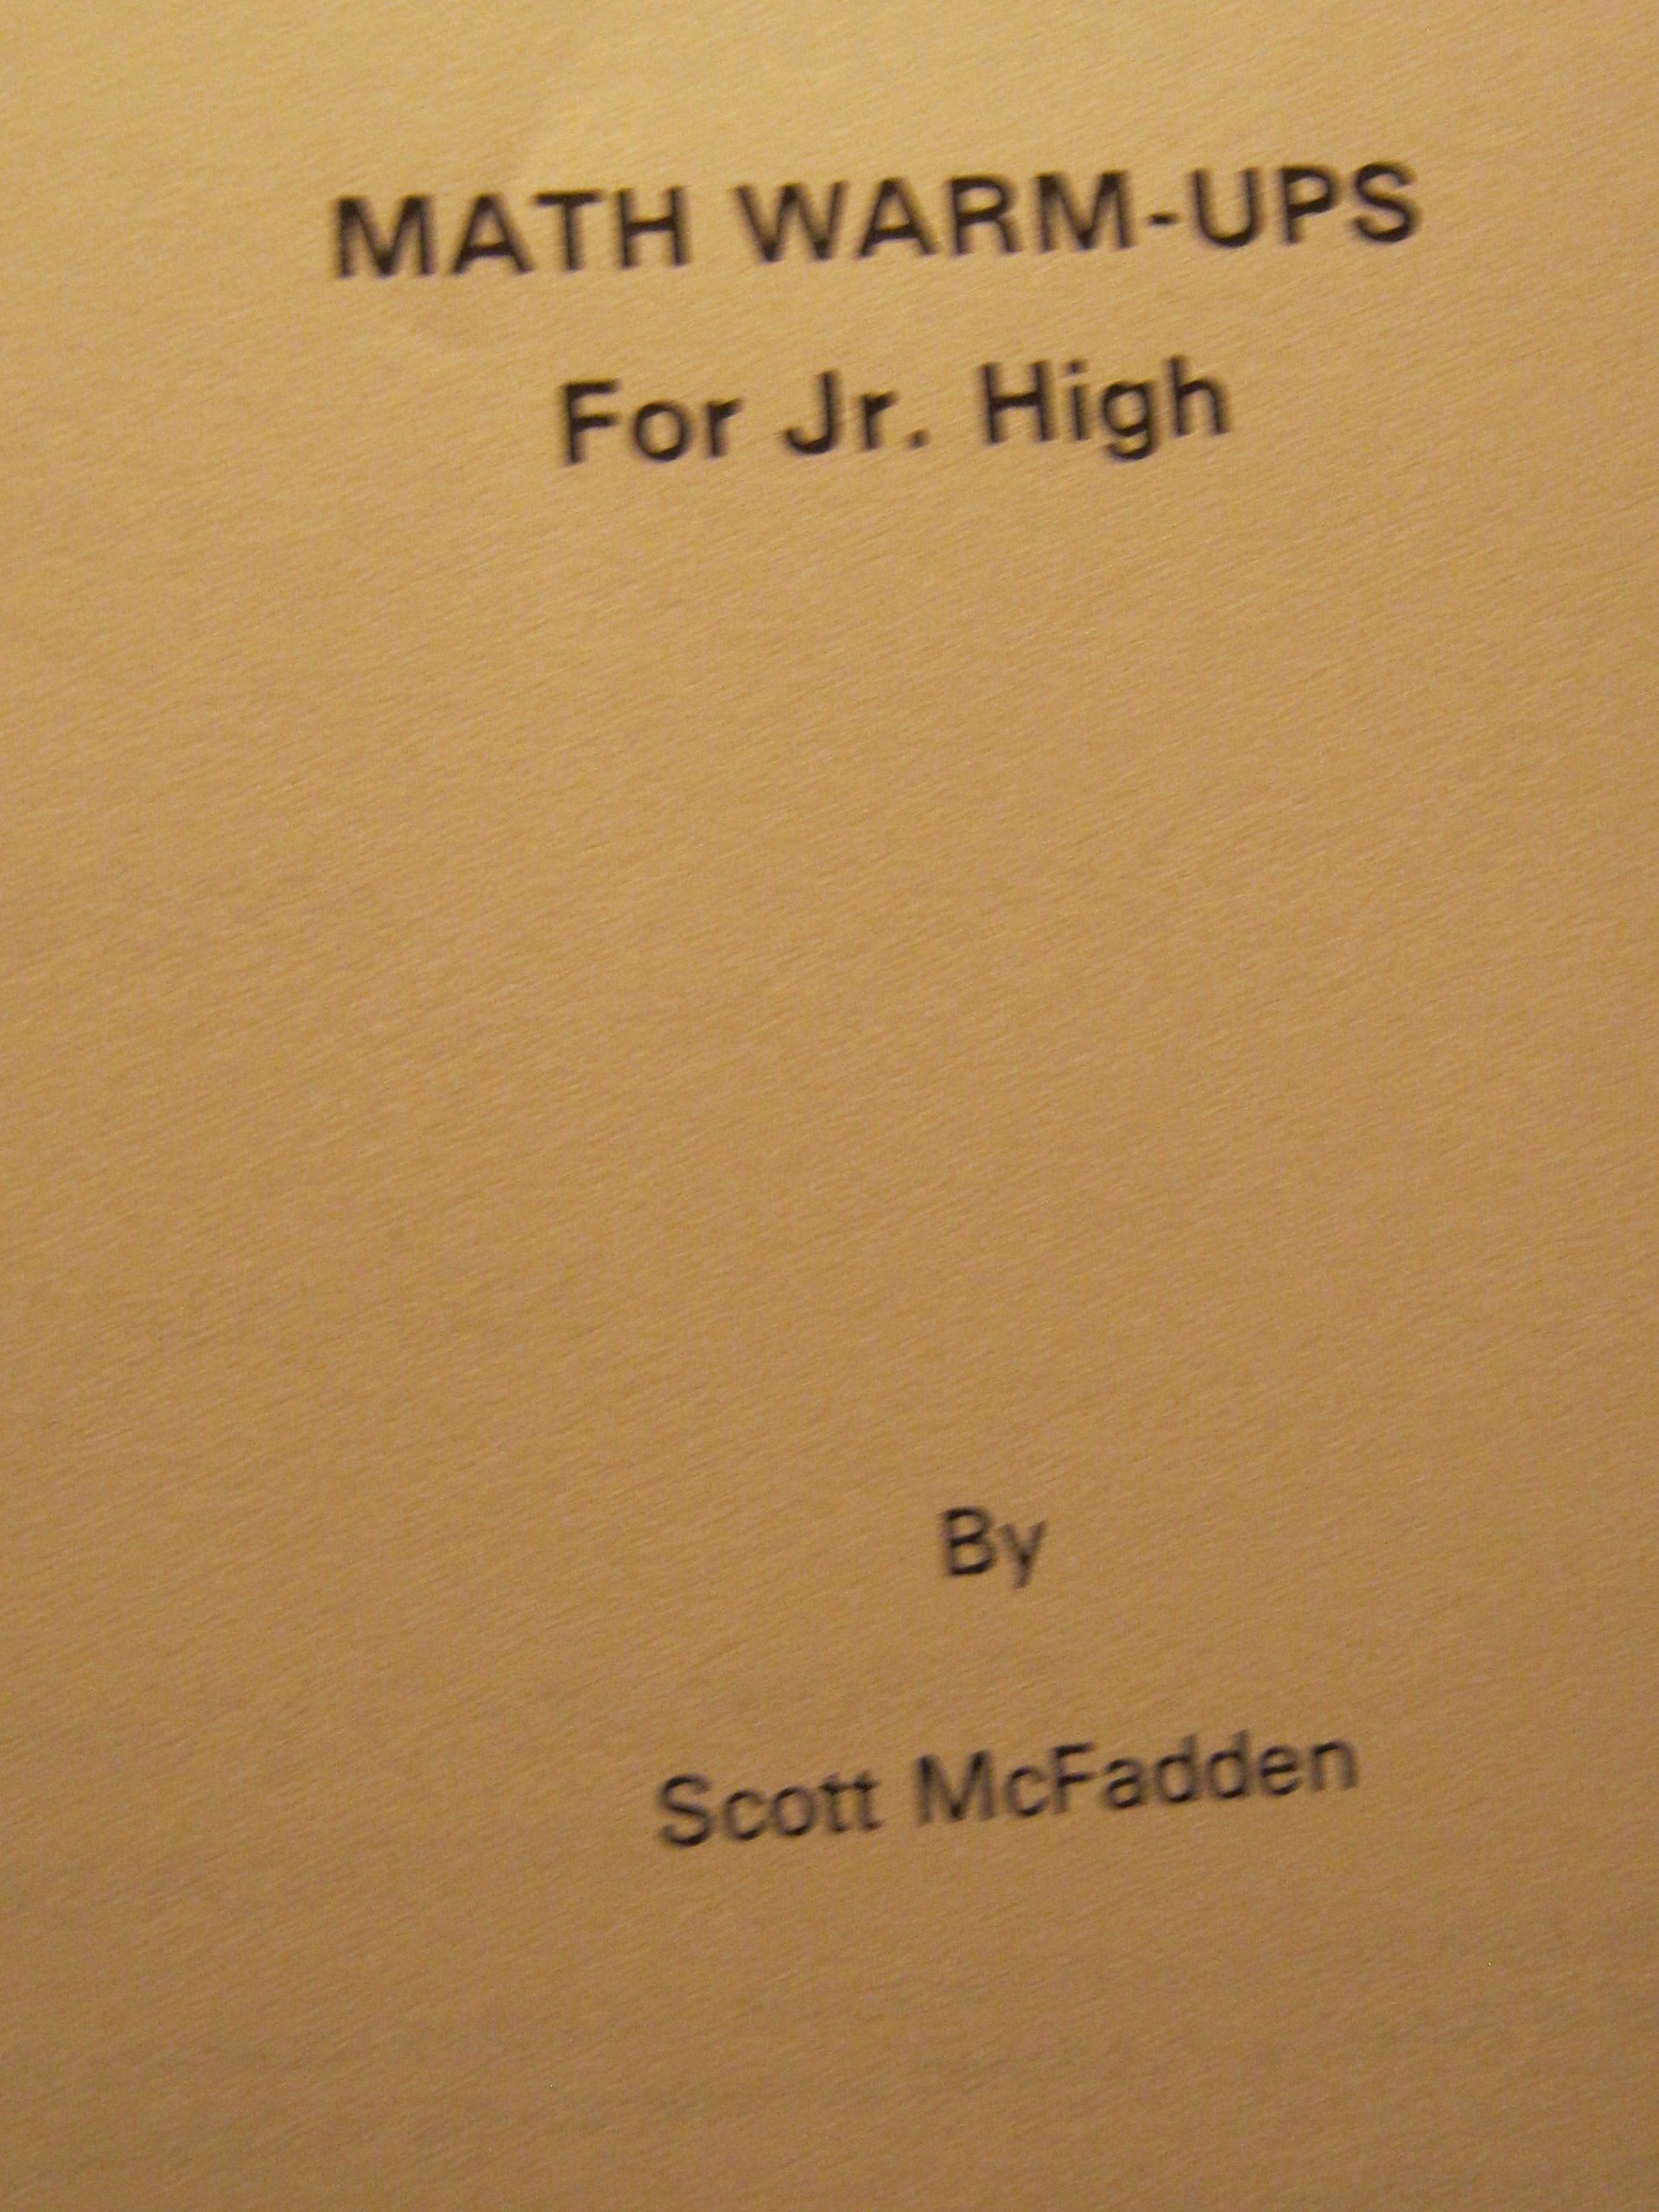 MATH WARM-UPS
For Jr. High
By
Scott McFadden